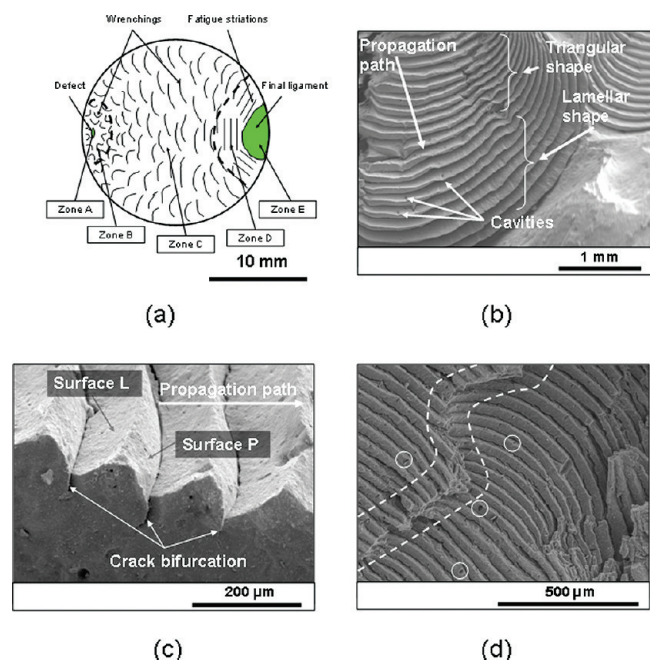 Wrenchings
Fatigue striations
Defect
Final ligament
Zone A
Zone B
Zone C
Zone D
Zone E
10 mm
(a)
Propagation
path
Triangular
shape
Lamellar
shape
Cavities
1 mm
(b)
Surface L
Propagation path
Surface P
Crack bifurcation
200 µm
(c)
500 µm
(d)